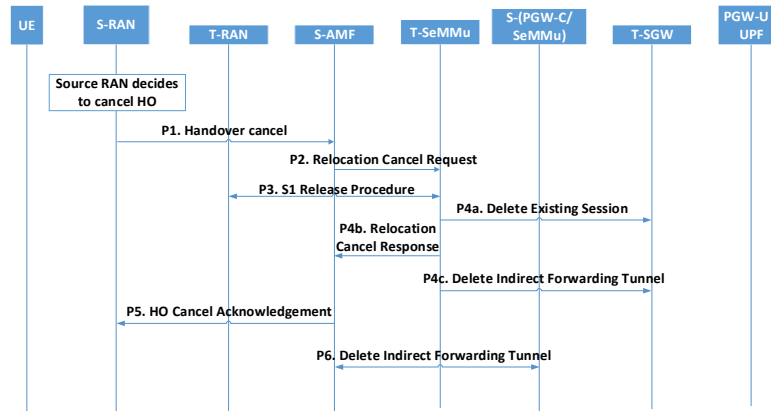 UE
S-RAN
T-RAN
S-AMF
T-SeMMu
S-(PGW-C/
SeMMu)
T-SGW
PGW-U
UPF
Source RAN decides
to cancel HO
P1. Handover cancel
P2. Relocation Cancel Request
P3. S1 Release Procedure
P4a. Delete Existing Session
P4b. Relocation
Cancel Response
P4c. Delete Indirect Forwarding Tunnel
P5. HO Cancel Acknowledgement
P6. Delete Indirect Forwarding Tunnel